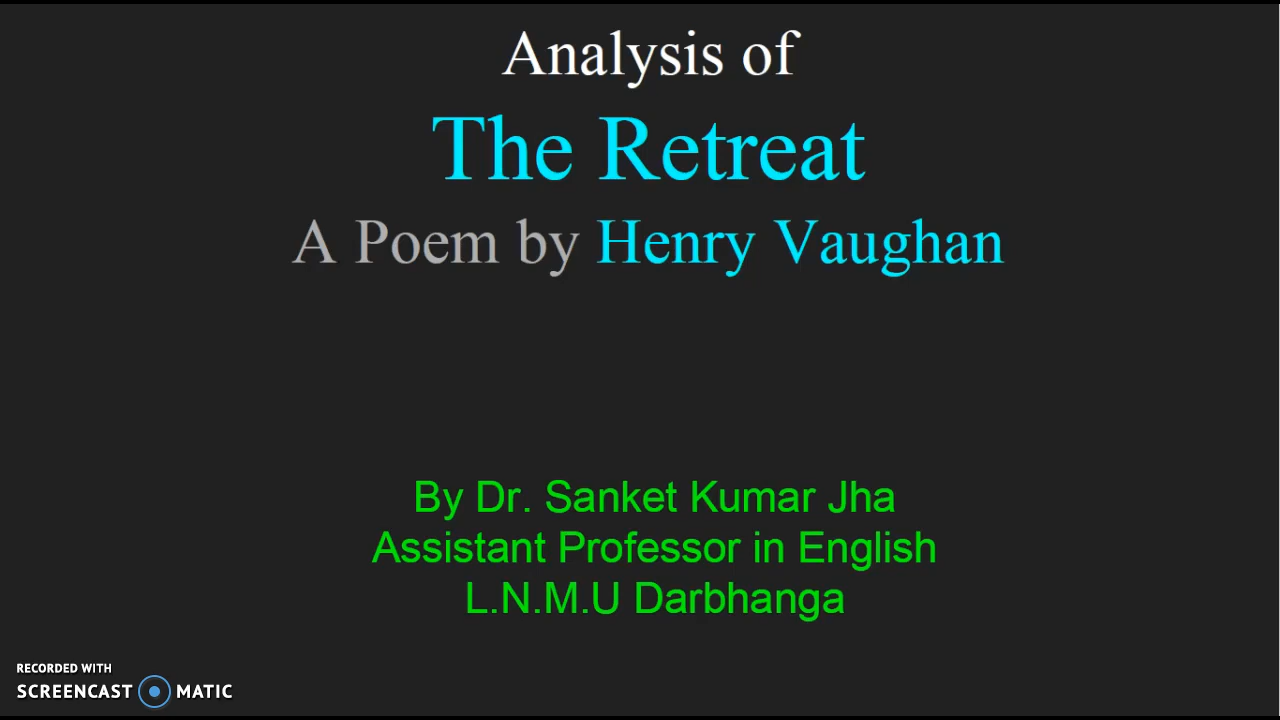 Analysis of
The Retreat
A Poem by Henry Vaughan
By Dr. Sanket Kumar Jha
Assistant Professor in English
L.N.M.U Darbhanga
RECORDED WITH
SCREENCAST MATIC